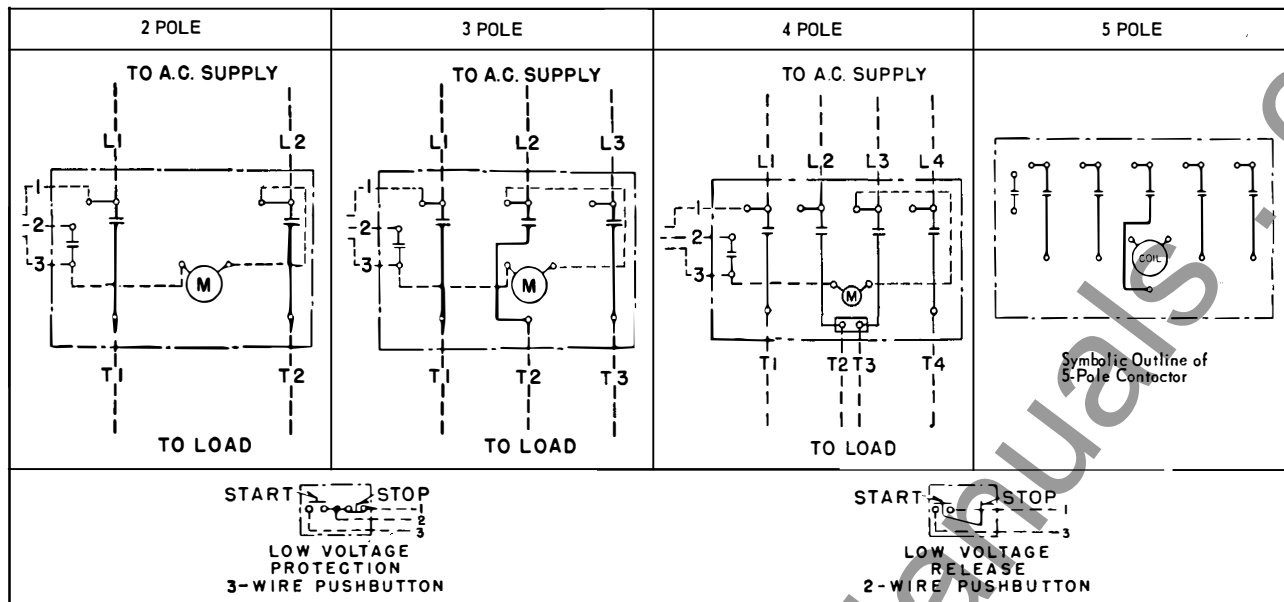 2 POLE
3 POLE
4 POLE
5 POLE
TO A.C. SUPPLY
L1
L2
1
2
3
M
T1
T2
TO LOAD
TO A.C. SUPPLY
L1
L2
L3
1
2
3
M
T1
T2
T3
TO LOAD
TO A.C. SUPPLY
L1
L2
L3
L4
1
2
3
M
T1
T2
T3
T4
TO LOAD
COIL
Symbolic Outline of
5-Pole Contactor
START
STOP
1
2
3
LOW VOLTAGE
PROTECTION
3-WIRE PUSHBUTTON
START
STOP
1
3
LOW VOLTAGE
RELEASE
2-WIRE PUSHBUTTON
anuals.